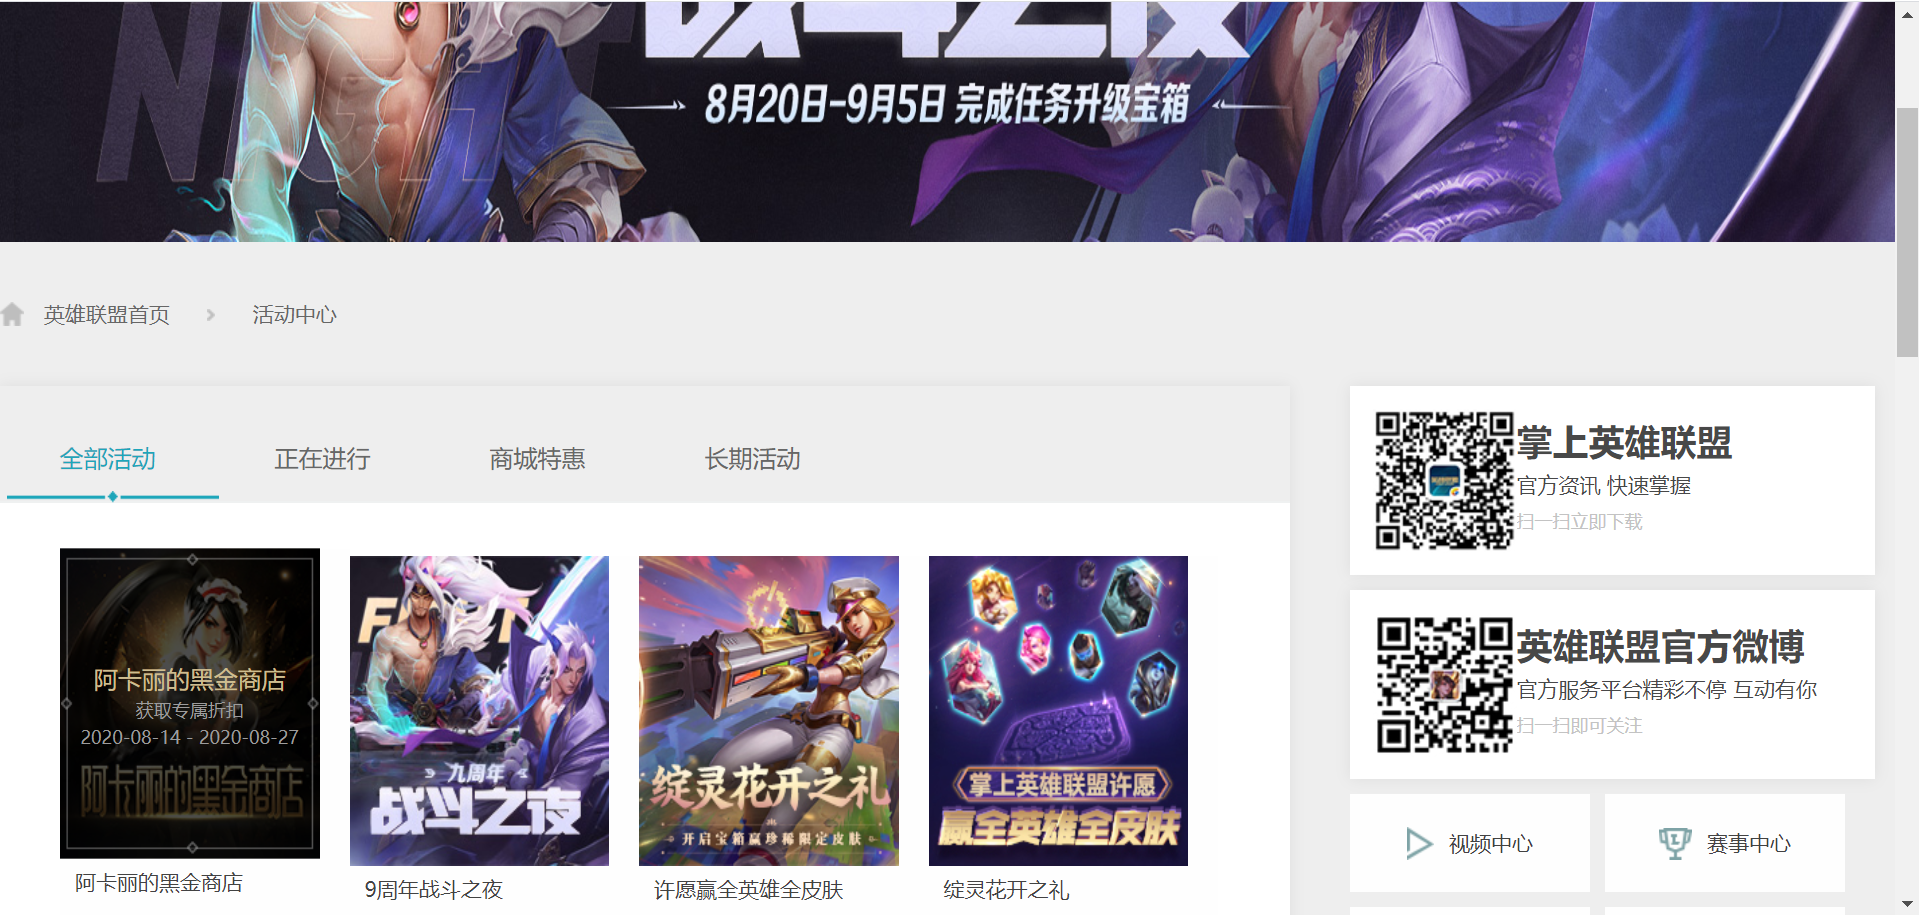 战斗之夜
8月20日-9月5日 完成任务升级宝箱
英雄联盟首页
活动中心
全部活动
正在进行
商城特惠
长期活动
阿卡丽的黑金商店
获取专属折扣
2020-08-14 - 2020-08-27
阿卡丽的黑金商店
阿卡丽的黑金商店
九周年
战斗之夜
9周年战斗之夜
绽灵花开之礼
开启宝箱赢珍稀限定皮肤
许愿赢全英雄全皮肤
掌上英雄联盟许愿
赢全英雄全皮肤
绽灵花开之礼
掌上英雄联盟
官方资讯 快速掌握
扫一扫立即下载
英雄联盟官方微博
官方服务平台精彩不停 互动有你
扫一扫即可关注
视频中心
赛事中心